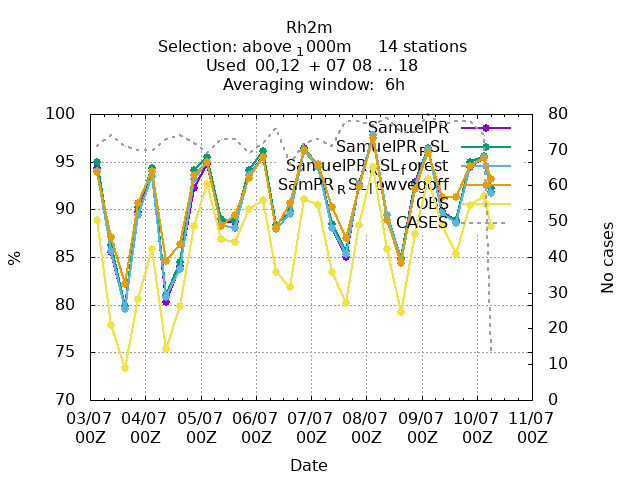 Rh2m
Selection: above 1000m 14 stations
Used 00,12 + 07 08 ... 18
Averaging window: 6h
100
95
90
85
80
75
70
%
80
70
60
50
40
30
20
10
0
No cases
SamuelPR
SamuelPRRSL
SamuelPRRSLforest
SamPRRSLlowvegoff
OBS
CASES
03/07 04/07 05/07 06/07 07/07 08/07 09/07 10/07 11/07
00Z 00Z 00Z 00Z 00Z 00Z 00Z 00Z 00Z
Date